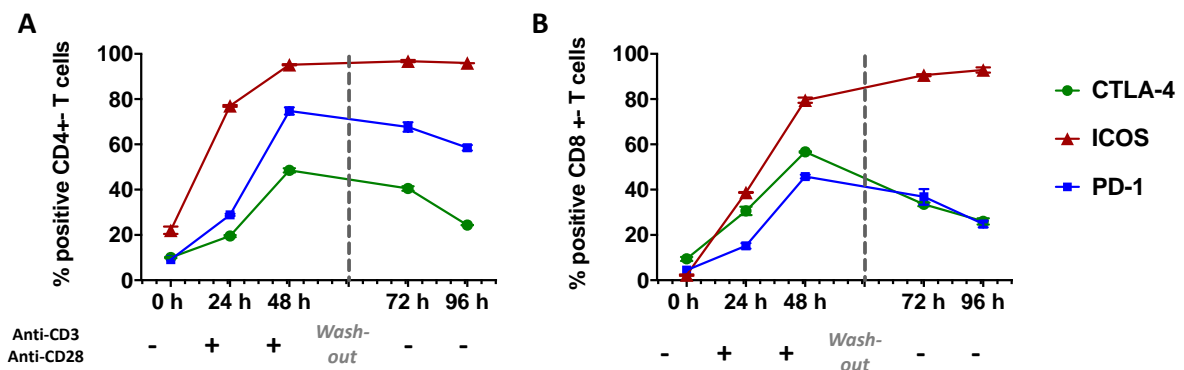 A
% positive CD4+- T cells
100
80
60
40
20
0
0 h 24 h 48 h 72 h 96 h
Anti-CD3
Anti-CD28
- + + Wash-
out - -
B
% positive CD8 +- T cells
100
80
60
40
20
0
0 h 24 h 48 h 72 h 96 h
- + + Wash-
out - -
CTLA-4
ICOS
PD-1